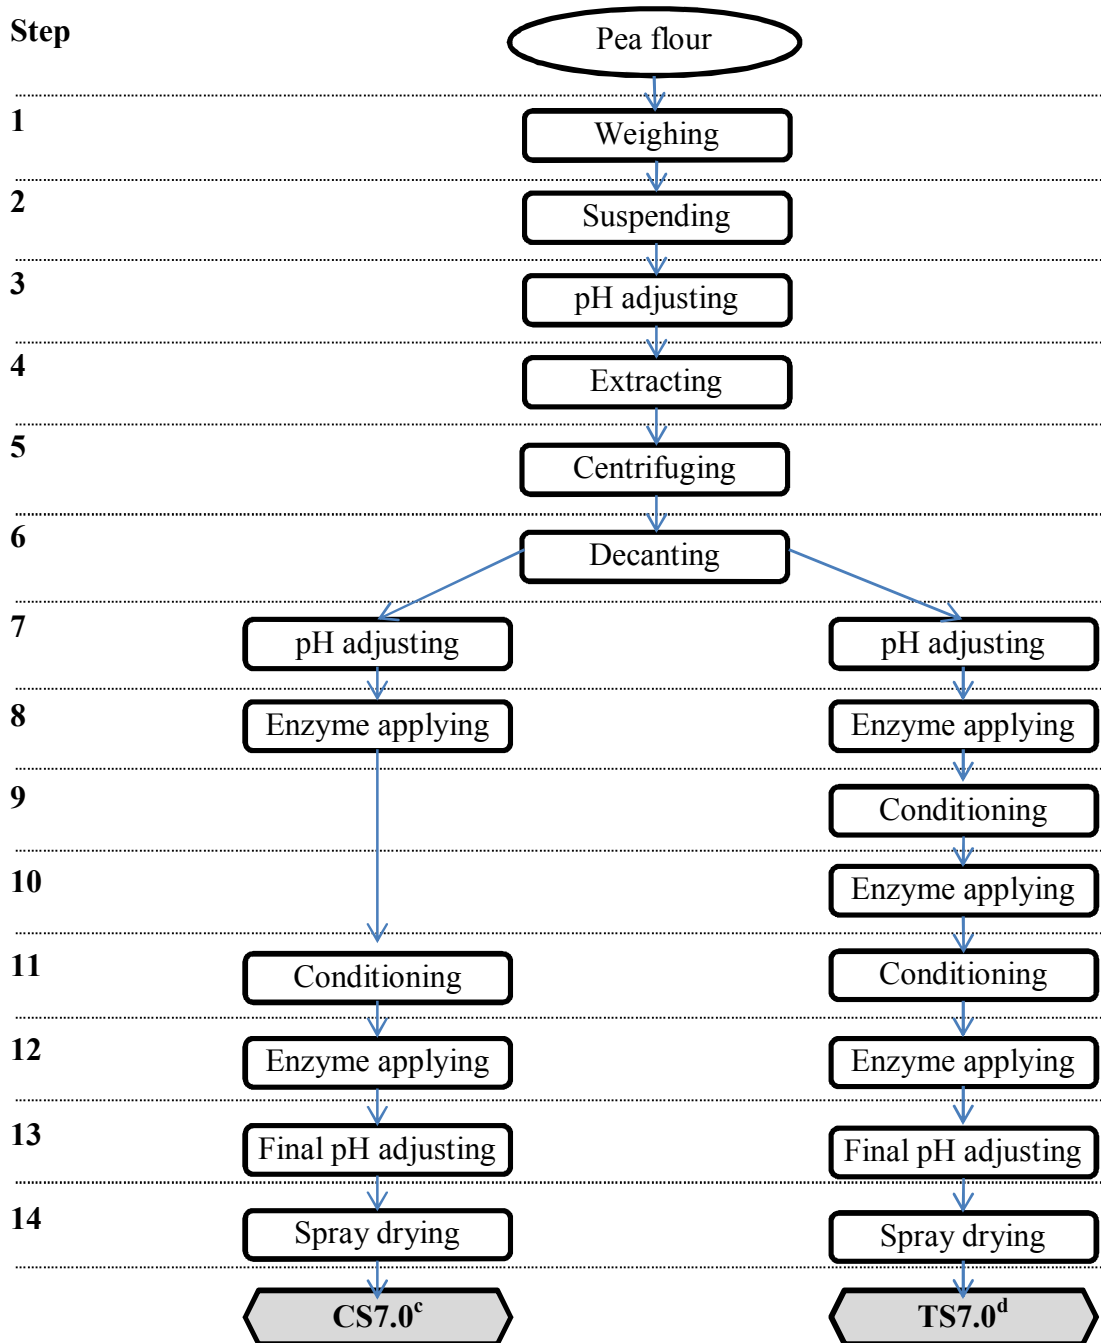 Step
Pea flour
1
Weighing
2
Suspending
3
pH adjusting
4
Extracting
5
Centrifuging
6
Decanting
7
pH adjusting pH adjusting
8
Enzyme applying Enzyme applying
9
Conditioning
10
Enzyme applying
11
Conditioning Conditioning
12
Enzyme applying Enzyme applying
13
Final pH adjusting Final pH adjusting
14
Spray drying Spray drying
CS7.0ᶜ TS7.0ᵈ